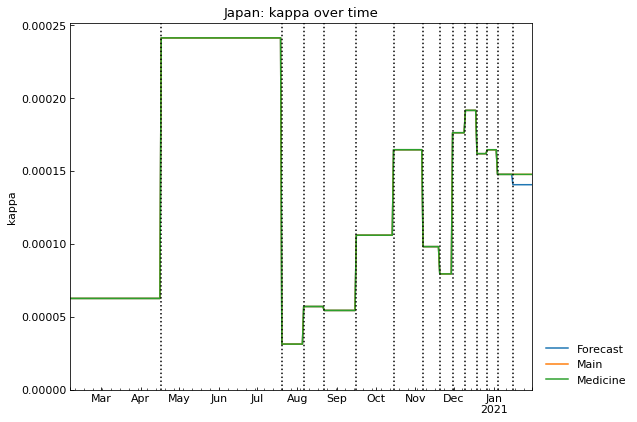 Japan: kappa over time
0.00025
0.00020
0.00015
0.00010
0.00005
0.00000
kappa
Mar Apr May Jun Jul Aug Sep Oct Nov Dec Jan
2021
Forecast
Main
Medicine